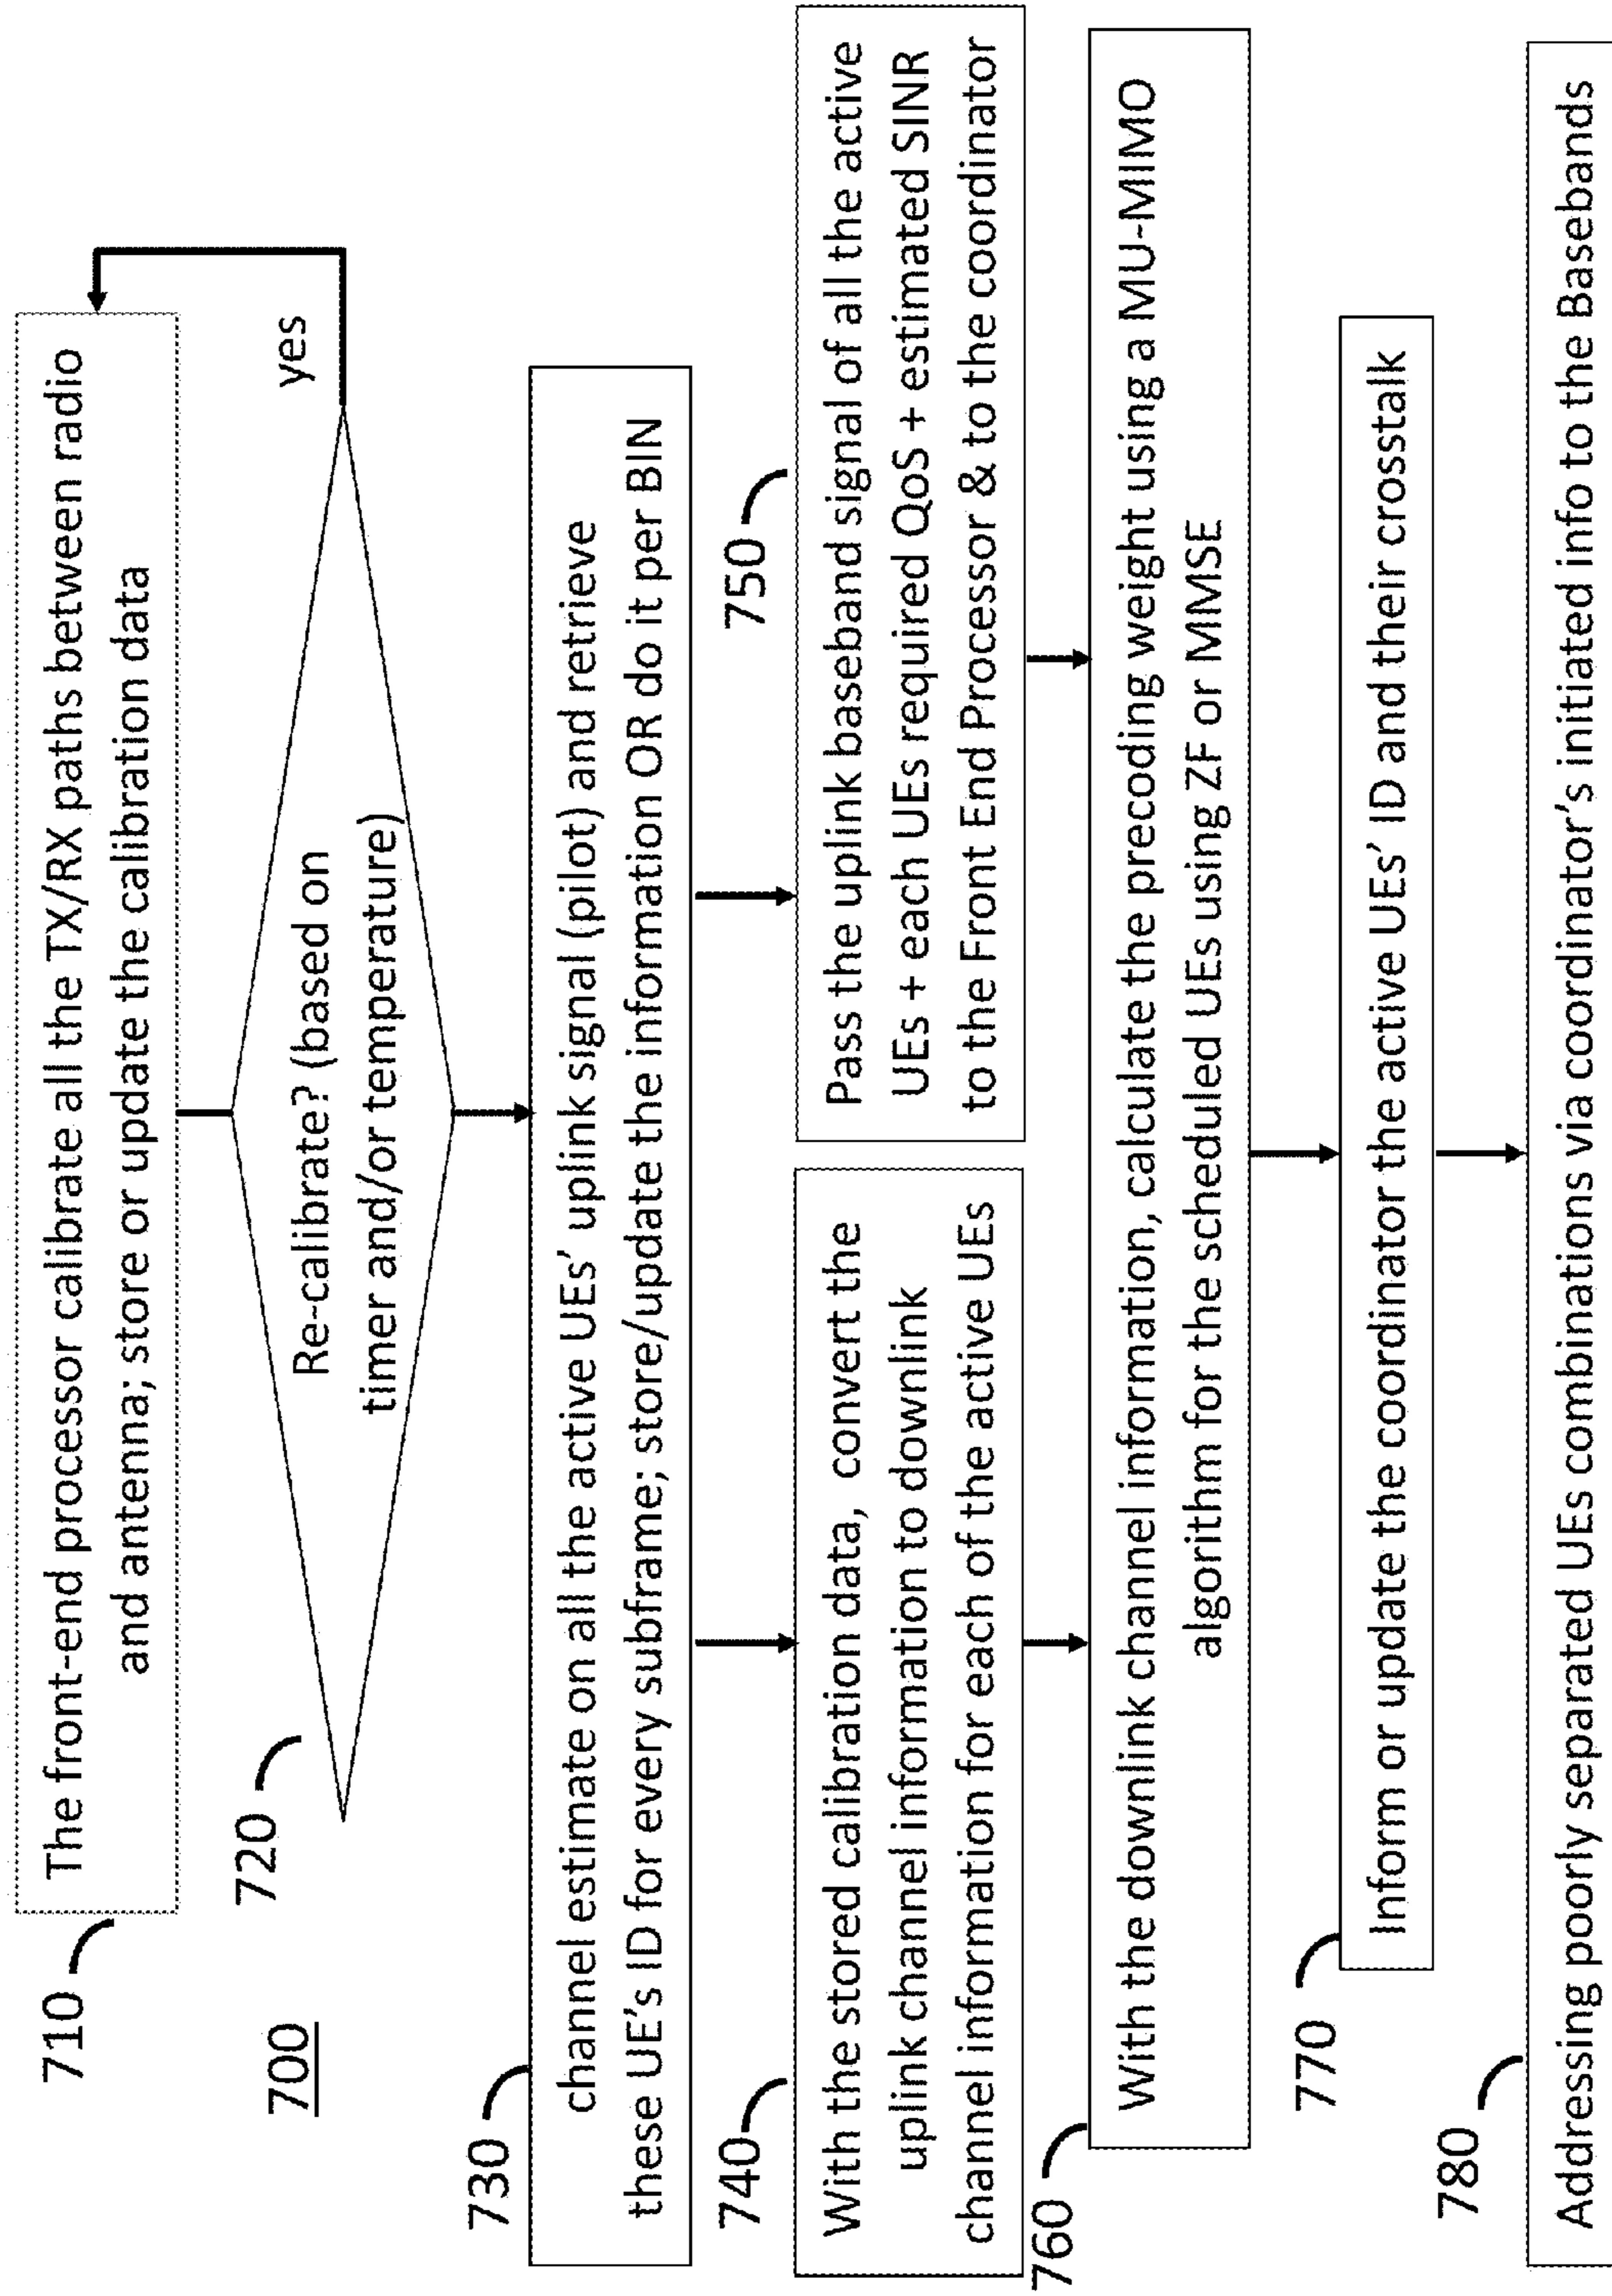 710
The front-end processor calibrate all the TX/RX paths between radio
and antenna; store or update the calibration data
700
720
Re-calibrate? (based on
timer and/or temperature)
yes
730
channel estimate on all the active UEs’ uplink signal (pilot) and retrieve
these UE’s ID for every subframe; store/update the information OR do it per BIN
740
With the stored calibration data, convert the
uplink channel information to downlink
channel information for each of the active UEs
750
Pass the uplink baseband signal of all the active
UEs + each UEs required QoS + estimated SINR
to the Front End Processor & to the coordinator
760
With the downlink channel information, calculate the precoding weight using a MU-MIMO
algorithm for the scheduled UEs using ZF or MMSE
770
Inform or update the coordinator the active UEs’ ID and their crosstalk
780
Addressing poorly separated UEs combinations via coordinator’s initiated info to the Basebands